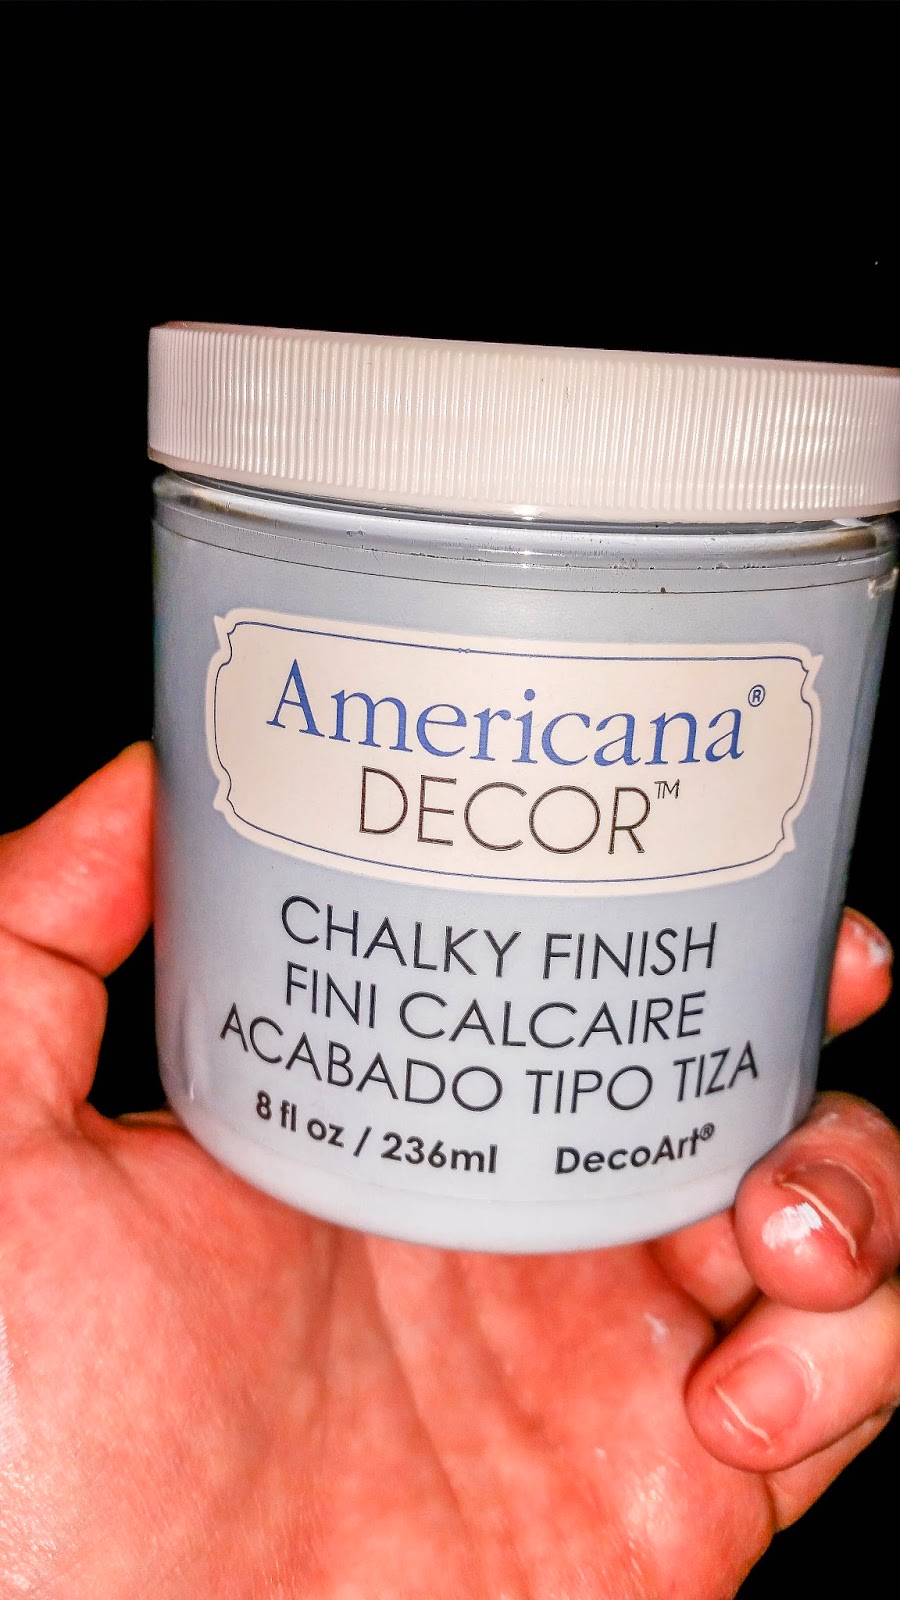 Americana®
DECOR™
CHALKY FINISH
FINI CALCAIRE
ACABADO TIPO TIZA
8 fl oz / 236ml DecoArt®